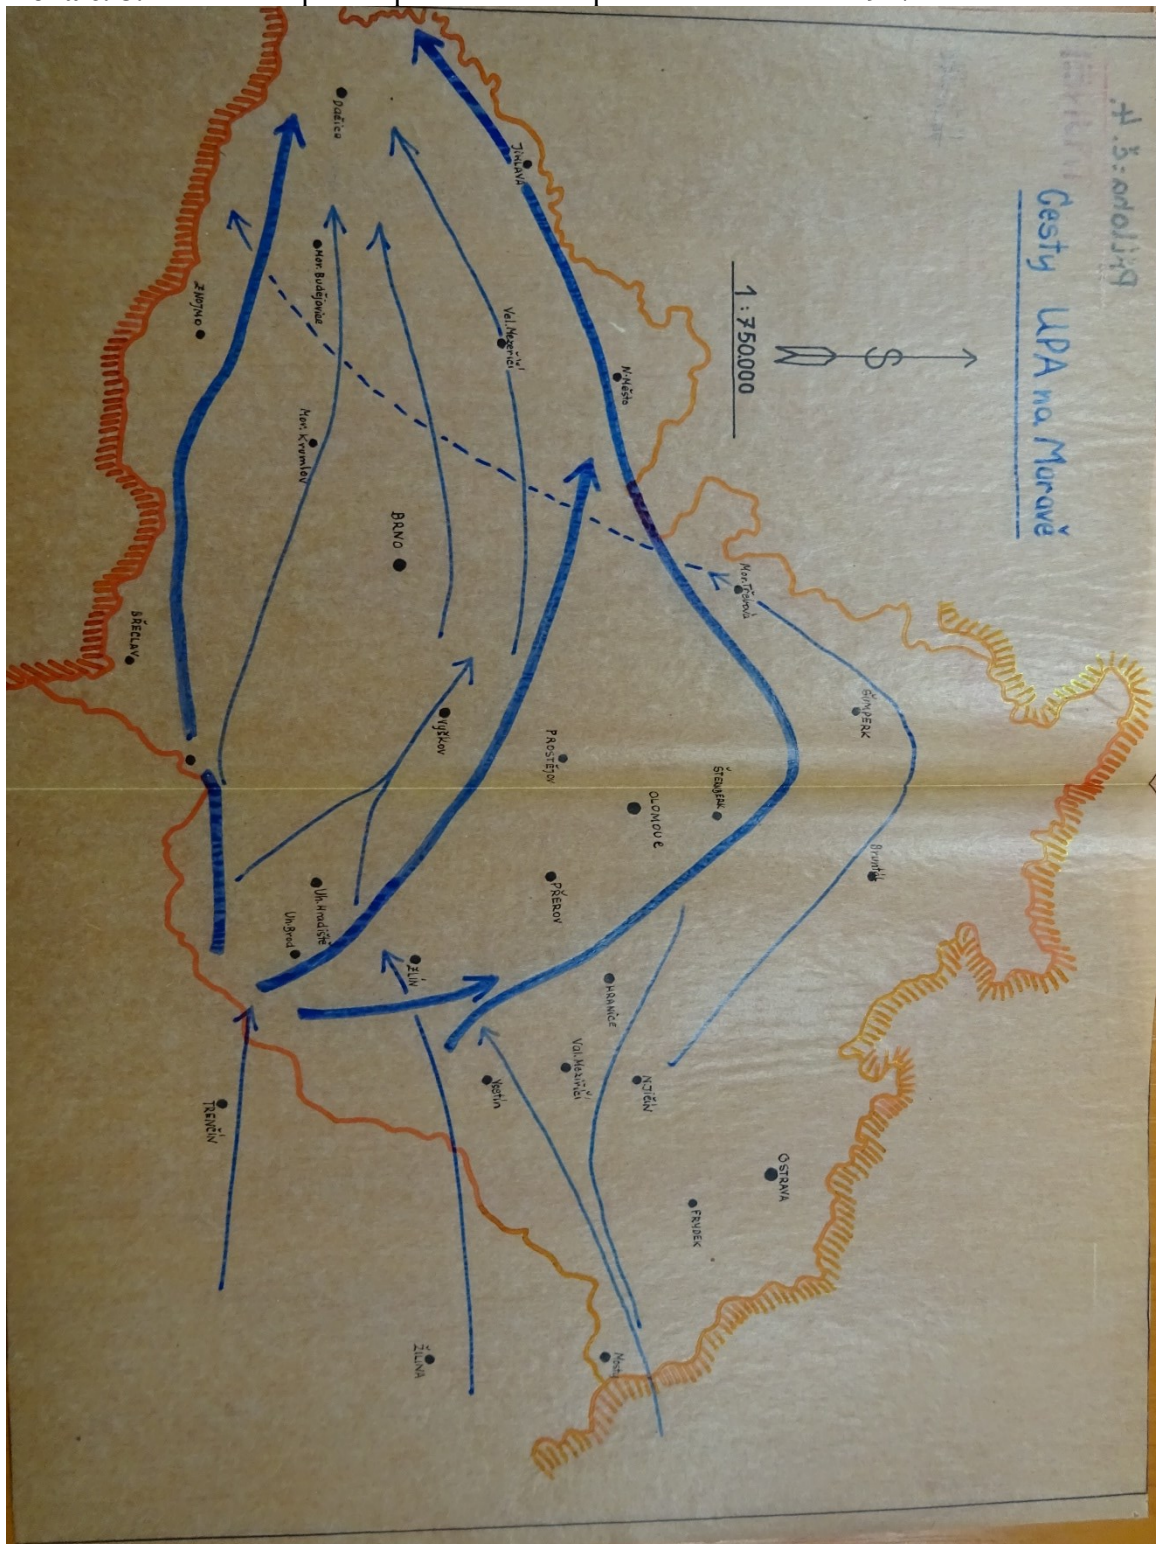 Příloha: č. 4.
Cesty UPA na Moravě
S
1:750.000
JIHLAVA
Dačice
N. Město
Vel. Meziříčí
Mor. Budějovice
ZNOJMO
Mor. Krumlov
BRNO
BŘECLAV
Mor. Třebová
ŠUMPERK
Vyškov
PROSTĚJOV
ŠTERNBERK
OLOMOUC
Bruntál
PŘEROV
Uh. Hradiště
Uh. Brod
ZLÍN
HRANICE
Val. Meziříčí
N. JIČÍN
Vsetín
TRENČÍN
OSTRAVA
FRÝDEK
ŽILINA